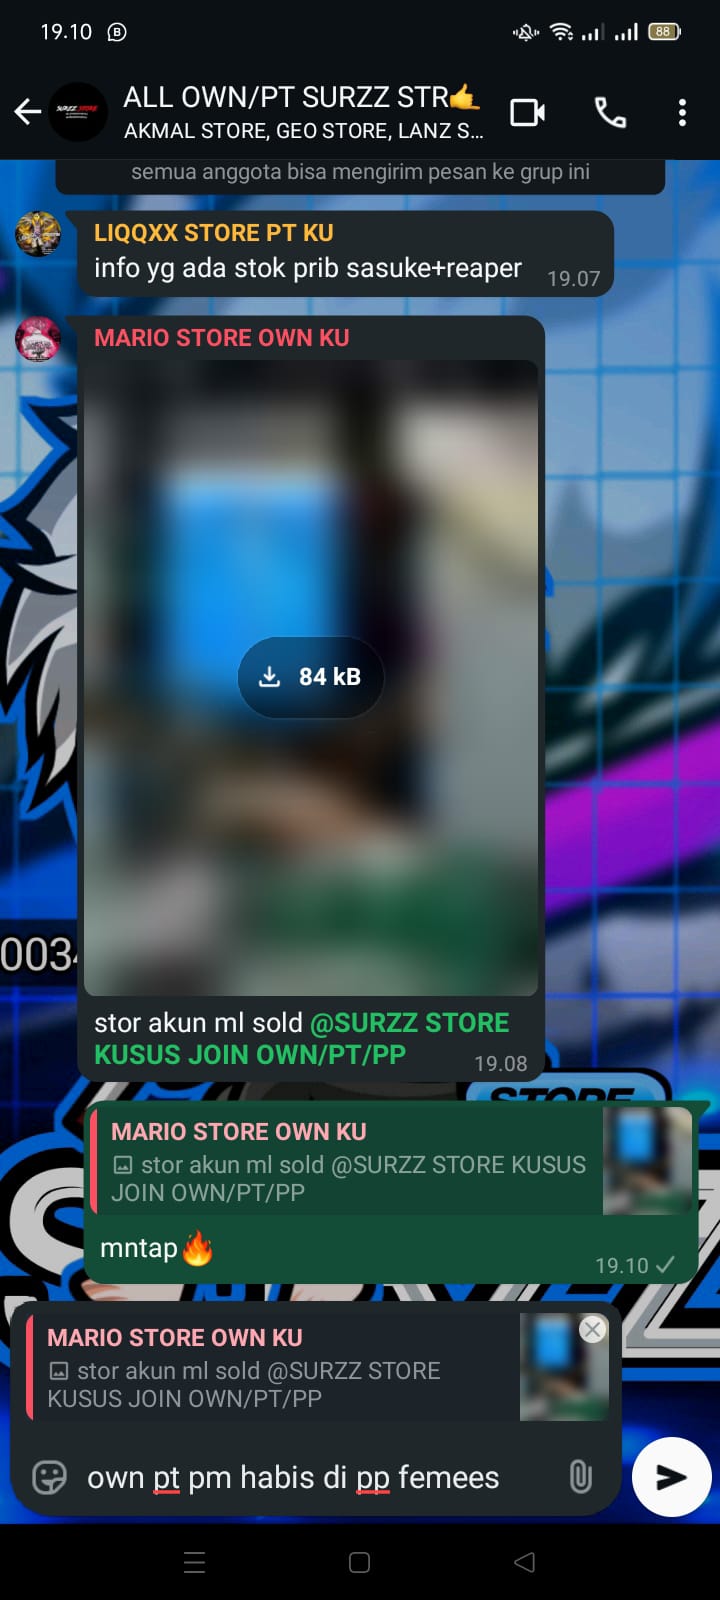 19.10
88
ALL OWN/PT SURZZ STR🤙
AKMAL STORE, GEO STORE, LANZ S...
semua anggota bisa mengirim pesan ke grup ini
LIQQXX STORE PT KU
info yg ada stok prib sasuke+reaper 19.07
MARIO STORE OWN KU
84 kB
0034
stor akun ml sold @SURZZ STORE
KUSUS JOIN OWN/PT/PP 19.08
STORE
MARIO STORE OWN KU
stor akun ml sold @SURZZ STORE KUSUS
JOIN OWN/PT/PP
mntap🔥 19.10
MARIO STORE OWN KU
stor akun ml sold @SURZZ STORE
KUSUS JOIN OWN/PT/PP
own pt pm habis di pp femees